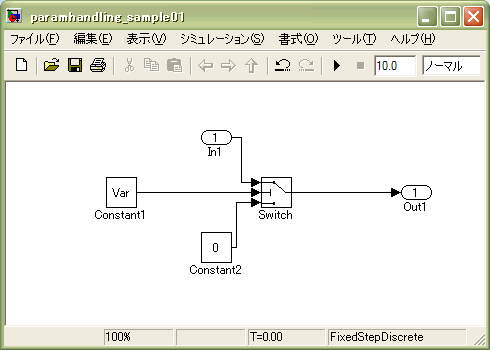 paramhandling_sample01
ファイル(F) 編集(E) 表示(V) シミュレーション(S) 書式(O) ツール(T) ヘルプ(H)
10.0 ノーマル
1
In1
Var
Constant1
Switch
1
Out1
0
Constant2
100% T=0.00 FixedStepDiscrete